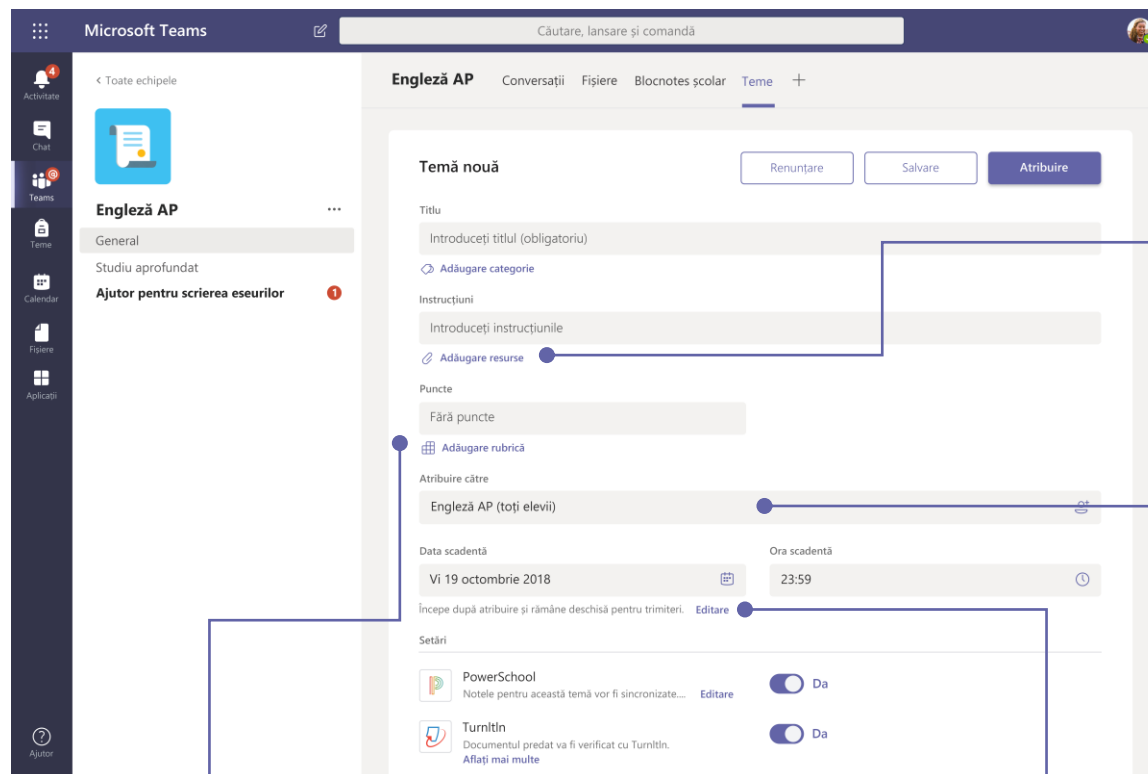 Microsoft Teams
Căutare, lansare și comandă
4
Activitate
Chat
@
Teams
Teme
Calendar
Fișiere
Aplicații
Ajutor
< Toate echipele
Engleză AP
...
General
Studiu aprofundat
Ajutor pentru scrierea eseurilor 1
Engleză AP Conversații Fișiere Blocnotes școlar Teme +
Temă nouă Renunțare Salvare Atribuire
Titlu
Introduceți titlul (obligatoriu)
Adăugare categorie
Instrucțiuni
Introduceți instrucțiunile
Adăugare resurse
Puncte
Fără puncte
Adăugare rubrică
Atribuire către
Engleză AP (toți elevii)
Data scadentă Ora scadentă
Vi 19 octombrie 2018 23:59
Începe după atribuire și rămâne deschisă pentru trimiteri. Editare
Setări
PowerSchool
Notele pentru această temă vor fi sincronizate.... Editare Da
TurnItIn
Documentul predat va fi verificat cu TurnItIn. Da
Aflați mai multe